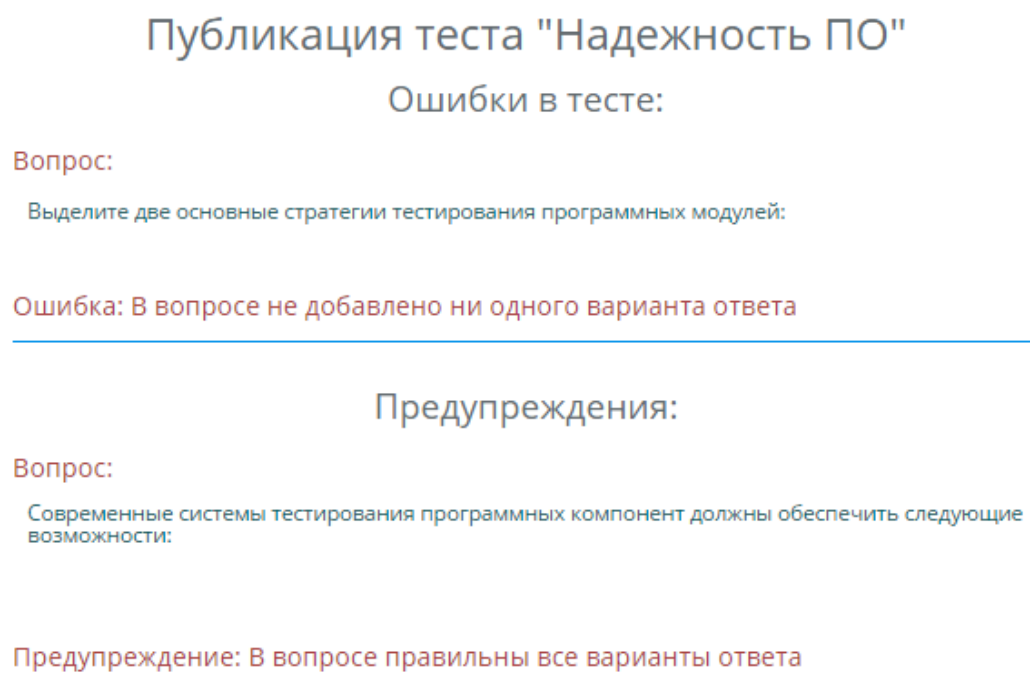 Публикация теста "Надежность ПО"
Ошибки в тесте:
Вопрос:
Выделите две основные стратегии тестирования программных модулей:
Ошибка: В вопросе не добавлено ни одного варианта ответа
Предупреждения:
Вопрос:
Современные системы тестирования программных компонент должны обеспечить следующие
возможности:
Предупреждение: В вопросе правильны все варианты ответа